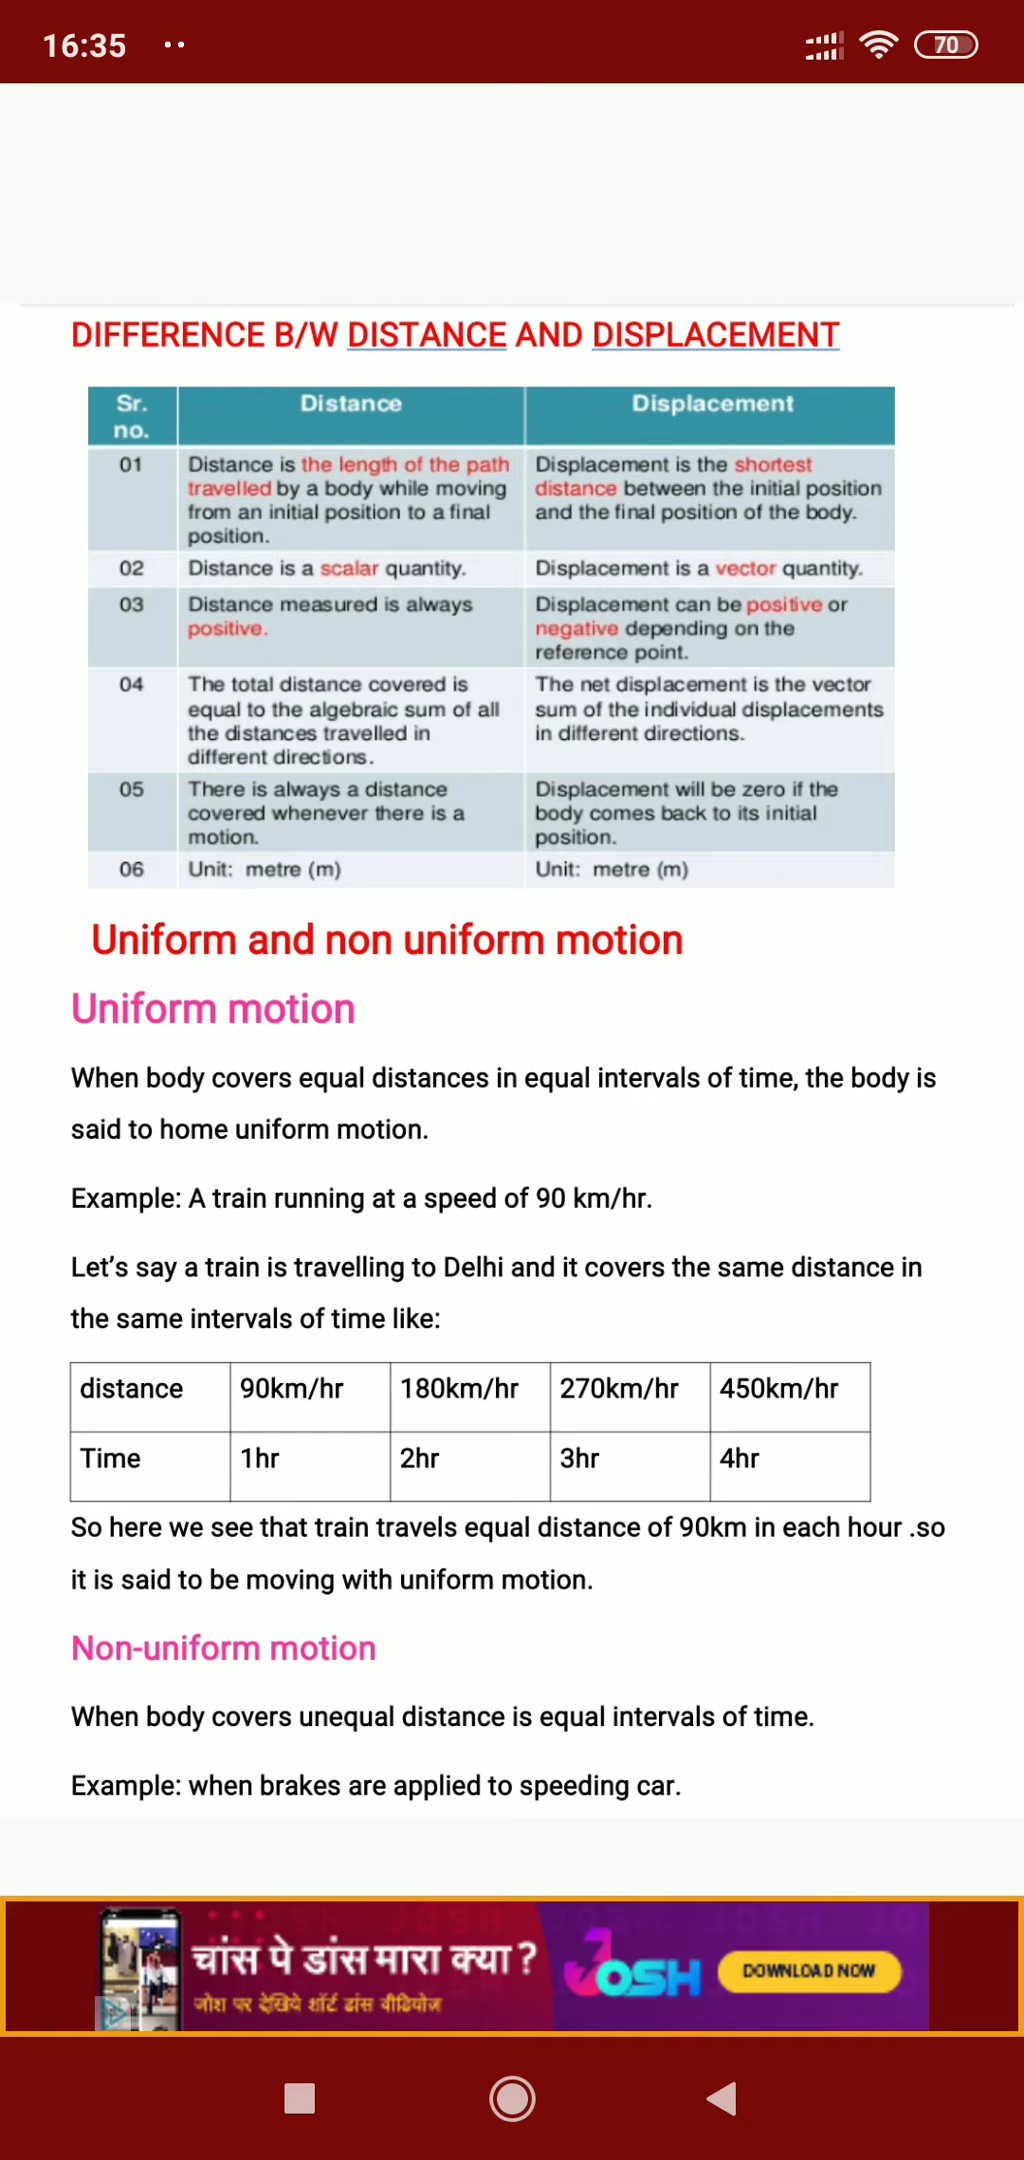 16:35
70
DIFFERENCE B/W DISTANCE AND DISPLACEMENT
Sr. no.
Distance
Displacement
01
Distance is the length of the path
travelled by a body while moving
from an initial position to a final
position.
Displacement is the shortest
distance between the initial position
and the final position of the body.
02
Distance is a scalar quantity.
Displacement is a vector quantity.
03
Distance measured is always
positive.
Displacement can be positive or
negative depending on the
reference point.
04
The total distance covered is
equal to the algebraic sum of all
the distances travelled in
different directions.
The net displacement is the vector
sum of the individual displacements
in different directions.
05
There is always a distance
covered whenever there is a
motion.
Displacement will be zero if the
body comes back to its initial
position.
06
Unit: metre (m)
Unit: metre (m)
Uniform and non uniform motion
Uniform motion
When body covers equal distances in equal intervals of time, the body is
said to home uniform motion.
Example: A train running at a speed of 90 km/hr.
Let’s say a train is travelling to Delhi and it covers the same distance in
the same intervals of time like:
distance 90km/hr 180km/hr 270km/hr 450km/hr
Time 1hr 2hr 3hr 4hr
So here we see that train travels equal distance of 90km in each hour .so
it is said to be moving with uniform motion.
Non-uniform motion
When body covers unequal distance is equal intervals of time.
Example: when brakes are applied to speeding car.
चांस पे डांस मारा क्या ?
जोश पर देखिये शॉर्ट डांस वीडियोज
JOSH
DOWNLOAD NOW